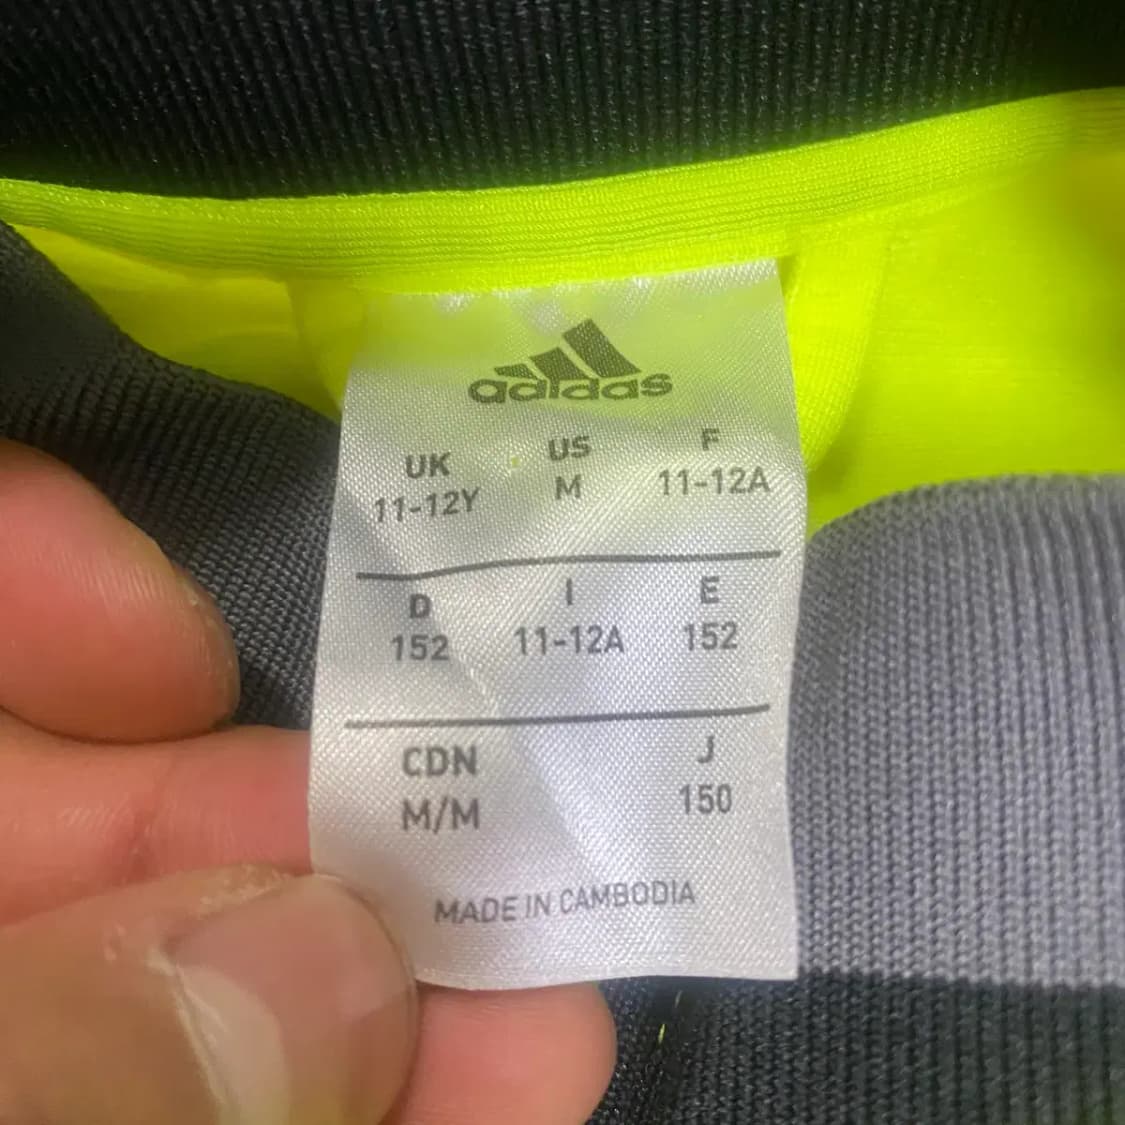 adidas
UK US F
11-12Y M 11-12A
D I E
152 11-12A 152
CDN J
M/M 150
MADE IN CAMBODIA